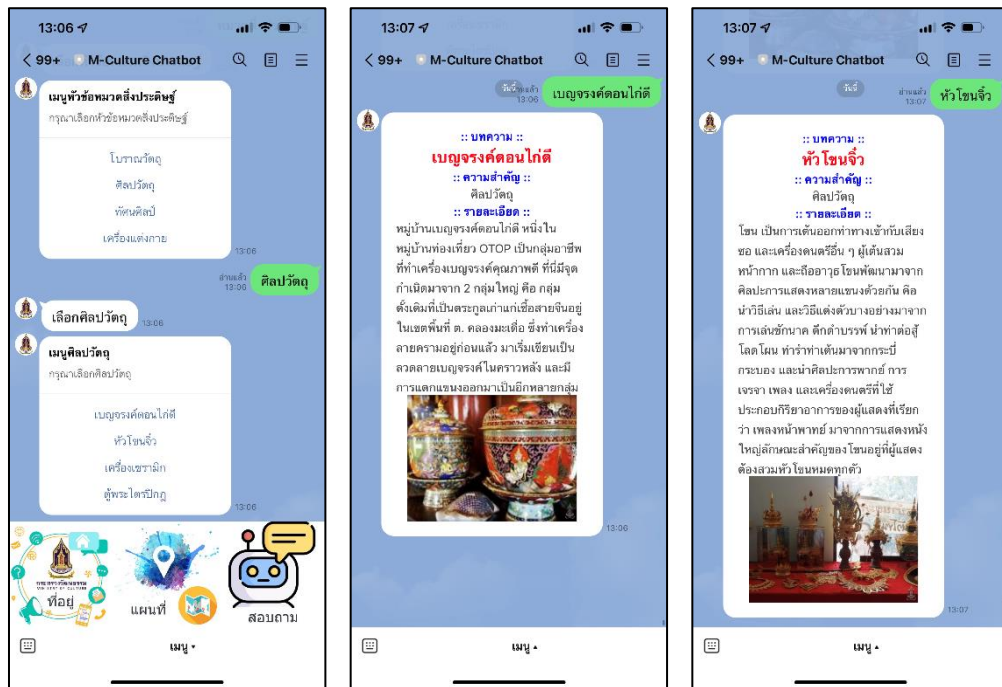 13:06
99+ M-Culture Chatbot
เมนูหัวข้อหมวดสิ่งประดิษฐ์
กรุณาเลือกหัวข้อหมวดสิ่งประดิษฐ์
โบราณวัตถุ
ศิลปวัตถุ
ทัศนศิลป์
เครื่องแต่งกาย
13:06
อ่านแล้ว
13:06
ศิลปวัตถุ
เลือกศิลปวัตถุ
13:06
เมนูศิลปวัตถุ
กรุณาเลือกศิลปวัตถุ
เบญจรงค์ดอนไก่ดี
หัวโขนจิ๋ว
เครื่องเซรามิก
ตู้พระไตรปิฎก
13:06
กระทรวงวัฒนธรรม
ที่อยู่
แผนที่
สอบถาม
เมนู
13:07
99+ M-Culture Chatbot
วันนี้
13:06
เบญจรงค์ดอนไก่ดี
:: บทความ ::
เบญจรงค์ดอนไก่ดี
:: ความสำคัญ ::
ศิลปวัตถุ
:: รายละเอียด ::
หมู่บ้านเบญจรงค์ดอนไก่ดี หนึ่งใน
หมู่บ้านท่องเที่ยว OTOP เป็นกลุ่มอาชีพ
ที่ทำเครื่องเบญจรงค์คุณภาพดี ที่นี่มีจุด
กำเนิดมาจาก 2 กลุ่มใหญ่ คือ กลุ่ม
ดั้งเดิมที่เป็นตระกูลเก่าแก่เชื้อสายจีนอยู่
ในเขตพื้นที่ ต. คลองมะเดื่อ ซึ่งทำเครื่อง
ลายครามอยู่ก่อนแล้ว มาเริ่มเขียนเป็น
ลวดลายเบญจรงค์ในคราวหลัง และมี
การแตกแขนงออกมาเป็นอีกหลายกลุ่ม
13:06
เมนู
13:07
99+ M-Culture Chatbot
วันนี้
อ่านแล้ว
13:07
หัวโขนจิ๋ว
:: บทความ ::
หัวโขนจิ๋ว
:: ความสำคัญ ::
ศิลปวัตถุ
:: รายละเอียด ::
โขน เป็นการเต้นออกท่าทางเข้ากับเสียง
ซอ และเครื่องดนตรีอื่น ๆ ผู้เต้นสวม
หน้ากาก และถืออาวุธ โขนพัฒนามาจาก
ศิลปะการแสดงหลายแขนงด้วยกัน คือ
นำวิธีเล่น และวิธีแต่งตัวบางอย่างมาจาก
การเล่นชักนาค ดึกดำบรรพ์ นำท่าต่อสู้
โลดโผน ท่ารำท่าเต้นมาจากกระบี่
กระบอง และนำศิลปะการพากย์ การ
เจรจา เพลง และเครื่องดนตรีที่ใช้
ประกอบกิริยาอาการของผู้แสดงที่เรียก
ว่า เพลงหน้าพาทย์ มาจากการแสดงหนัง
ใหญ่ลักษณะสำคัญของโขนอยู่ที่ผู้แสดง
ต้องสวมหัวโขนหมดทุกตัว
13:07
เมนู